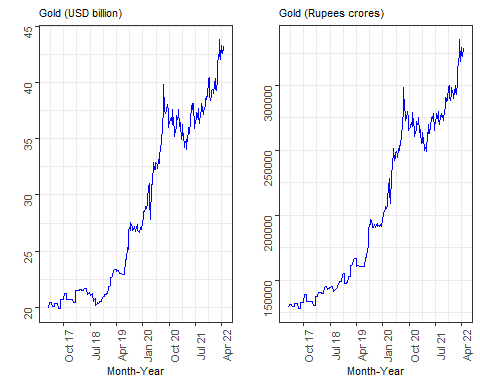 Gold (USD billion)
45
40
35
30
25
20
Oct 17
Jul 18
Apr 19
Jan 20
Oct 20
Jul 21
Apr 22
Month-Year
Gold (Rupees crores)
300000
250000
200000
150000
Oct 17
Jul 18
Apr 19
Jan 20
Oct 20
Jul 21
Apr 22
Month-Year